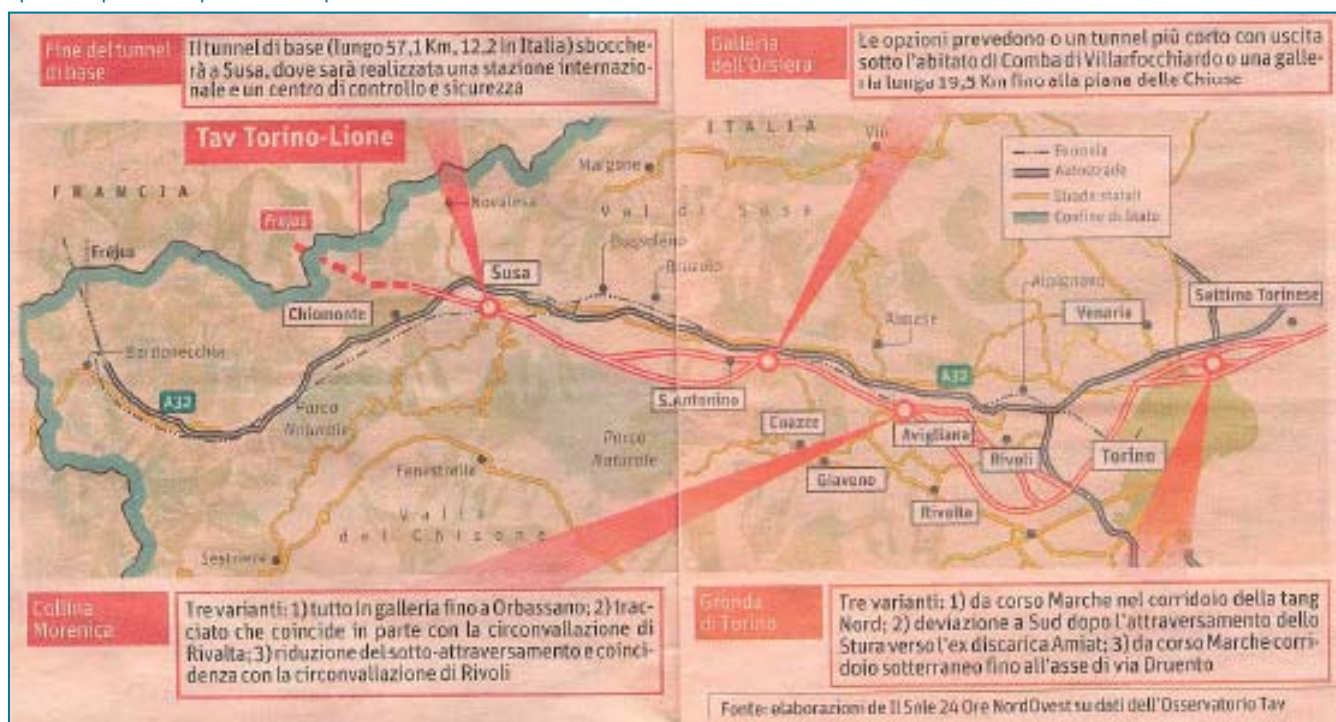 Fine del tunnel
di base
Il tunnel di base (lungo 57,1 Km, 12.2 in Italia) sbocche-
rà a Susa, dove sarà realizzata una stazione internazio-
nale e un centro di controllo e sicurezza
Galleria
dell'Orsiera
Le opzioni prevedono o un tunnel più corto con uscita
sotto l'abitato di Comba di Villarfocchiardo o una galle-
ria lunga 19,5 Km fino alla piana delle Chiuse
Tav Torino-Lione
ITALIA
Viù
Margone
Ferrovia
Autostrade
Strade statali
Confine di Stato
FRANCIA
Novalesa
Val di Susa
Frejus
Fréjus
Bussoleno
Susa
Alpignano
Settimo Torinese
Chiomonte
Venaria
Almese
Bardonecchia
A32
A32
S.Antonino
Parco
Naturale
Parco
Naturale
Coazze
Avigliana
Rivoli
Torino
Fenestrelle
Giaveno
Rivalta
Valle
del Chisone
Sestriere
Collina
Morenica
Tre varianti: 1) tutto in galleria fino a Orbassano; 2) trac-
ciato che coincide in parte con la circonvallazione di
Rivalta; 3) riduzione del sotto-attraversamento e coinci-
denza con la circonvallazione di Rivoli
Gronda
di Torino
Tre varianti: 1) da corso Marche nel corridoio della tang
Nord; 2) deviazione a Sud dopo l'attraversamento dello
Stura verso l'ex discarica Amiat; 3) da corso Marche corri-
doio sotterraneo fino all'asse di via Druento
Fonte: elaborazioni de Il Sole 24 Ore NordOvest su dati dell'Osservatorio Tav